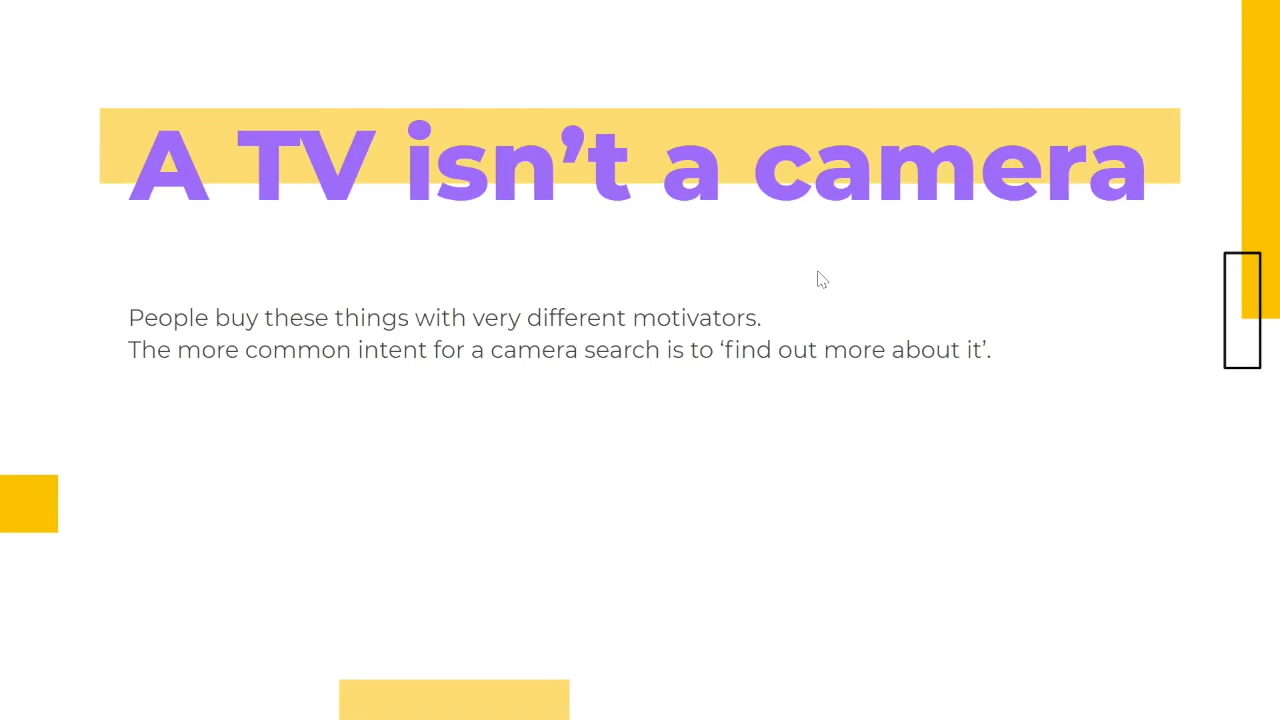 A TV isn’t a camera
People buy these things with very different motivators.
The more common intent for a camera search is to ‘find out more about it’.